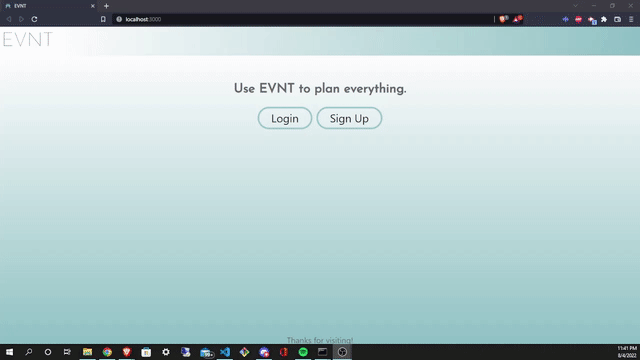 EVNT
localhost:3000
EVNT
Use EVNT to plan everything.
Login
Sign Up
Thanks for visiting!
11:41 PM
8/4/2022